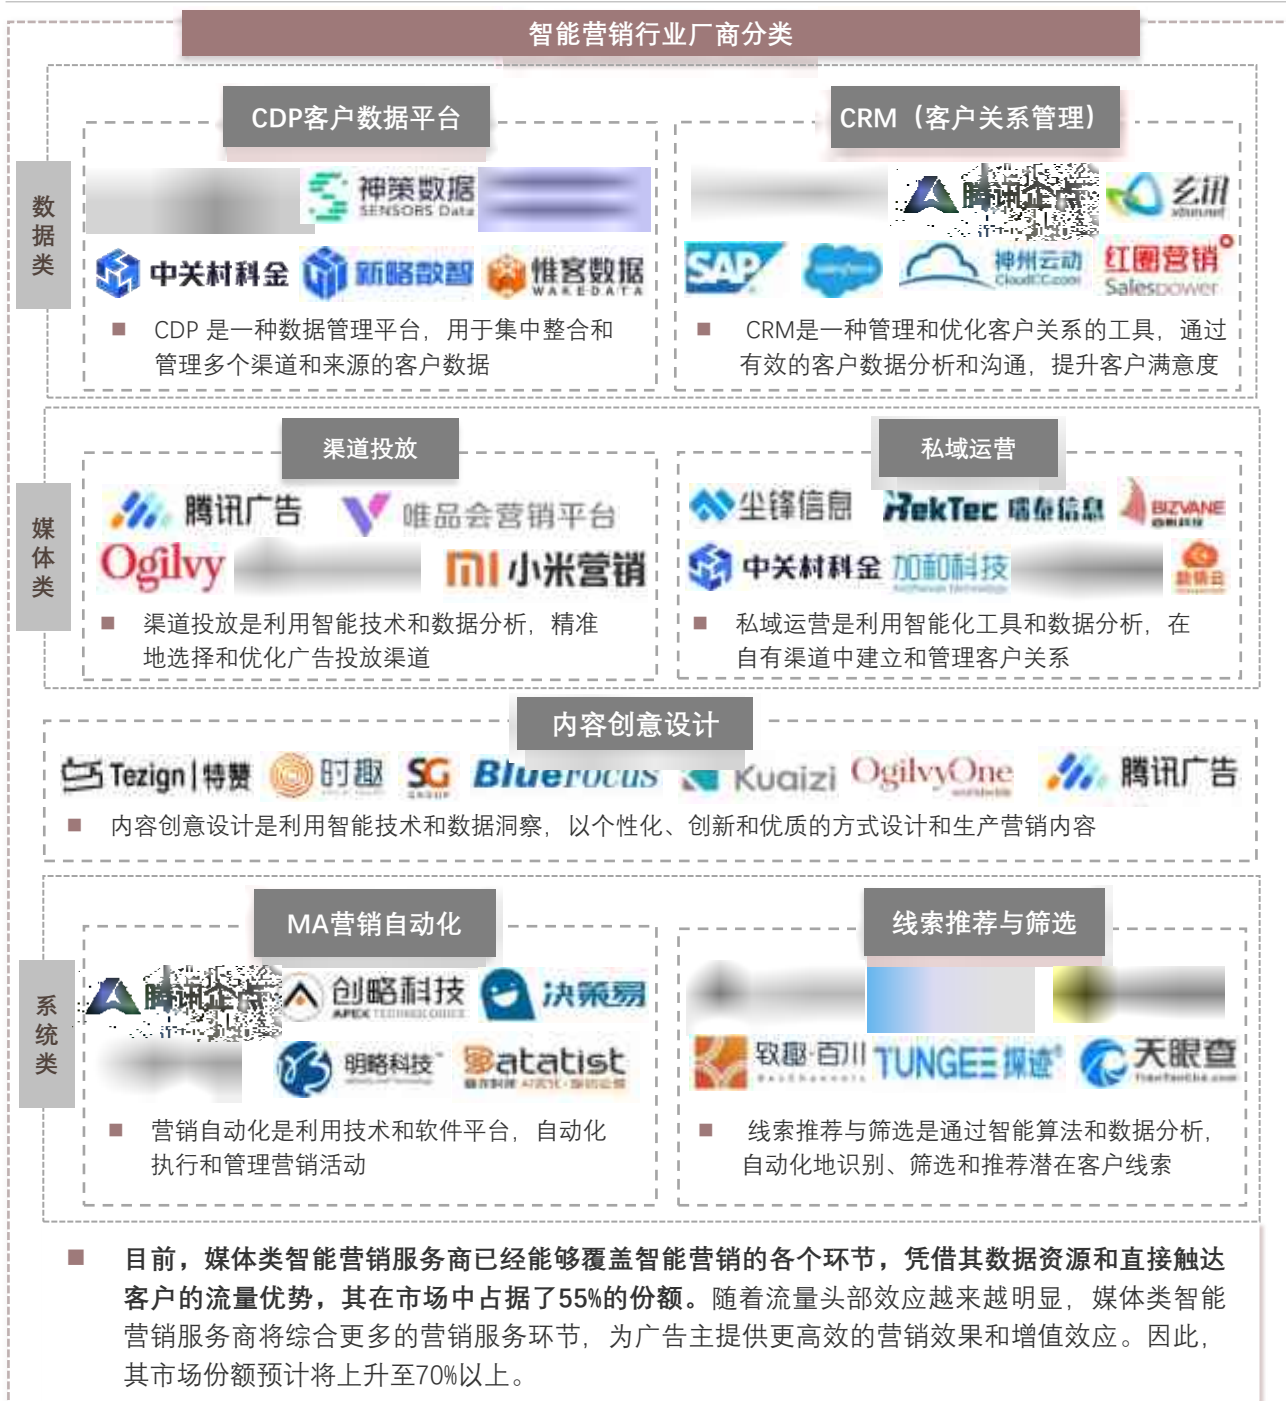 智能营销行业厂商分类
数据类
CDP客户数据平台
神策数据
SENSORS Data
中关村科金
新略数智
惟客数据
WAKEDATA
CDP 是一种数据管理平台，用于集中整合和
管理多个渠道和来源的客户数据
CRM（客户关系管理）
腾讯企点
xtion.net
SAP
神州云动
CloudCC.com
红圈营销
Salespower
CRM是一种管理和优化客户关系的工具，通过
有效的客户数据分析和沟通，提升客户满意度
媒体类
渠道投放
腾讯广告
唯品会营销平台
Ogilvy
小米营销
渠道投放是利用智能技术和数据分析，精准
地选择和优化广告投放渠道
私域运营
尘锋信息
RekTec 瑞泰信息
BIZVANE
中关村科金
加和科技
私域运营是利用智能化工具和数据分析，在
自有渠道中建立和管理客户关系
内容创意设计
Tezign|特赞
时趣
SG
GROUP
BlueFocus
Kuaizi
OgilvyOne
worldwide
腾讯广告
内容创意设计是利用智能技术和数据洞察，以个性化、创新和优质的方式设计和生产营销内容
系统类
MA营销自动化
腾讯企点
创略科技
APEX TECHNOLOGIES
决策易
明略科技
Datatist
营销自动化是利用技术和软件平台，自动化
执行和管理营销活动
线索推荐与筛选
致趣·百川
TUNGEE 探迹
天眼查
TianYanCha.com
线索推荐与筛选是通过智能算法和数据分析，
自动化地识别、筛选和推荐潜在客户线索
目前，媒体类智能营销服务商已经能够覆盖智能营销的各个环节，凭借其数据资源和直接触达
客户的流量优势，其在市场中占据了55%的份额。随着流量头部效应越来越明显，媒体类智能
营销服务商将综合更多的营销服务环节，为广告主提供更高效的营销效果和增值效应。因此，
其市场份额预计将上升至70%以上。